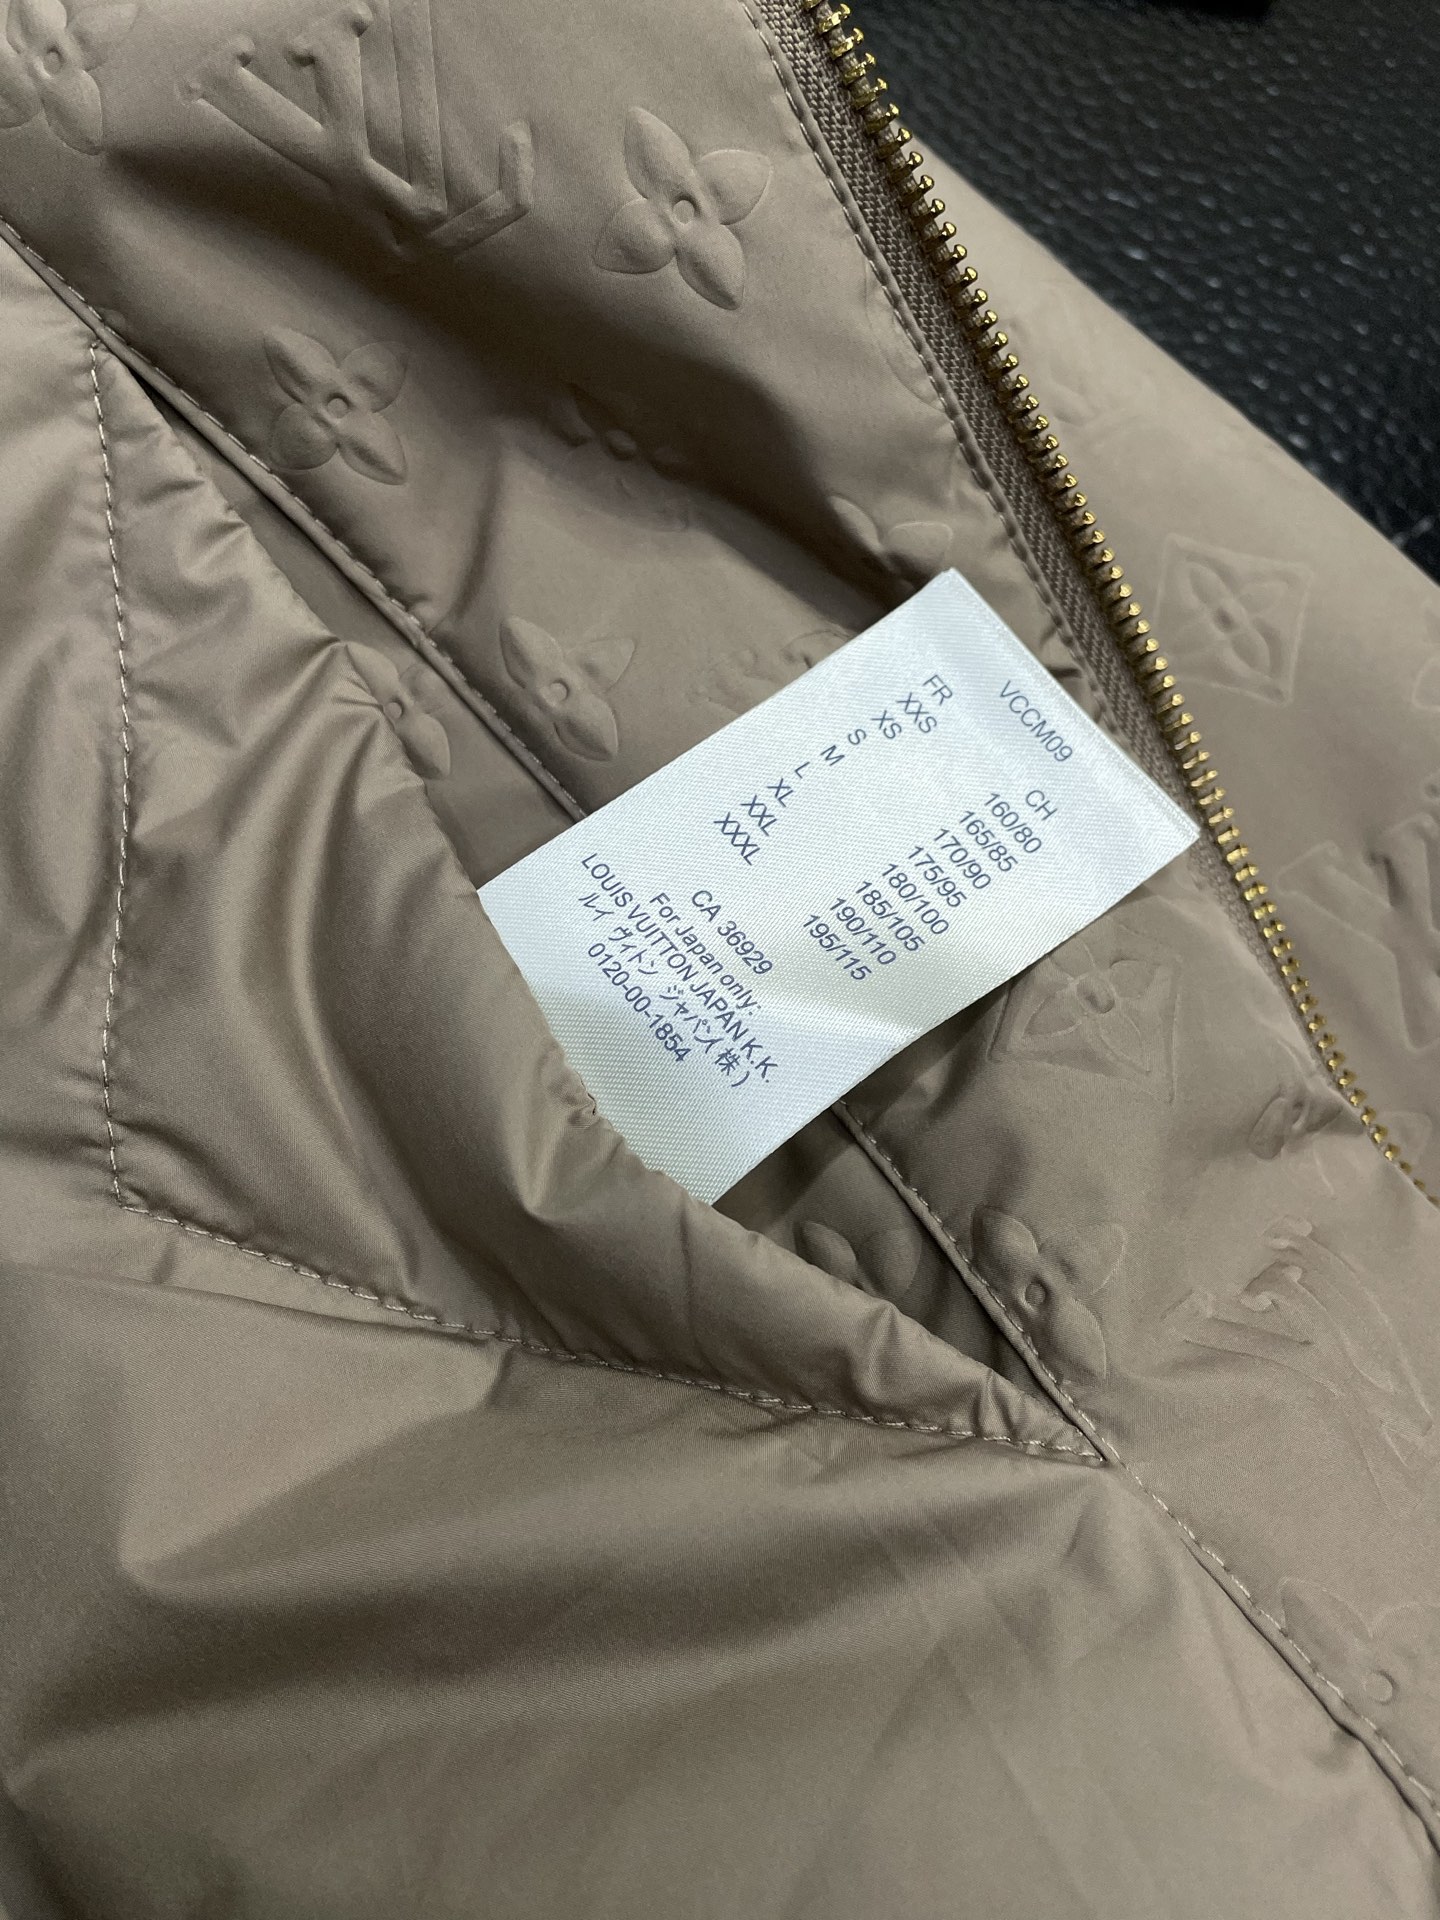 VCCM09
FR CH
XXS 160/80
XS 165/85
S 170/90
M 175/95
L 180/100
XL 185/105
XXL 190/110
XXXL 195/115
CA 36929
For Japan only:
LOUIS VUITTON JAPAN K.K.
ルイ ヴィトン ジャパン(株)
0120-00-1854